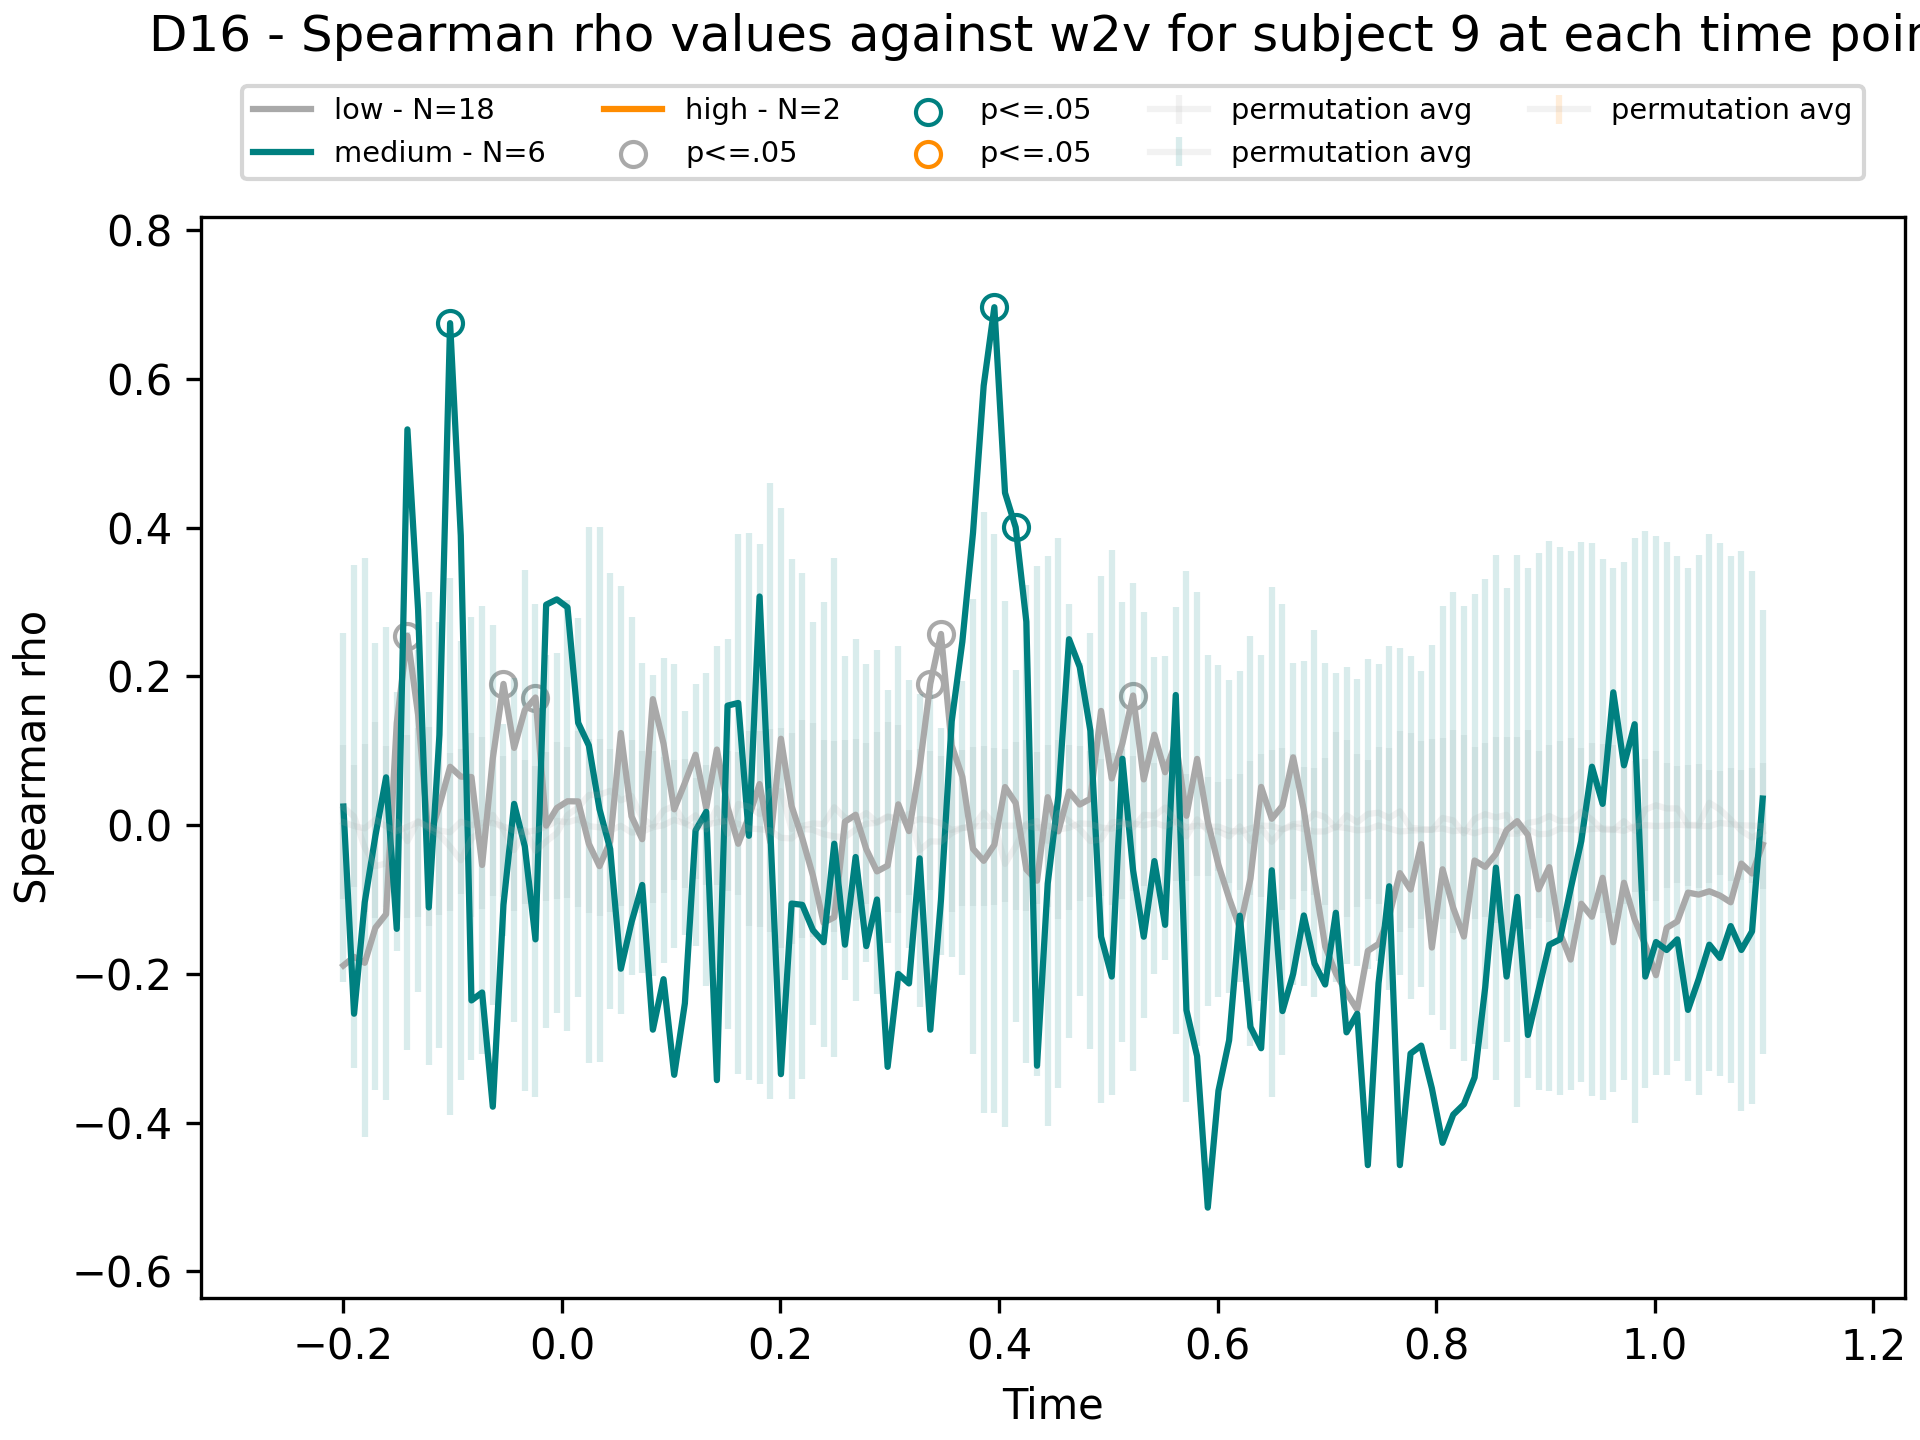 D16 - Spearman rho values against w2v for subject 9 at each time poin
low - N=18
medium - N=6
high - N=2
p<=.05
p<=.05
p<=.05
permutation avg
permutation avg
permutation avg
0.8
0.6
0.4
0.2
0.0
−0.2
−0.4
−0.6
Spearman rho
−0.2 0.0 0.2 0.4 0.6 0.8 1.0 1.2
Time